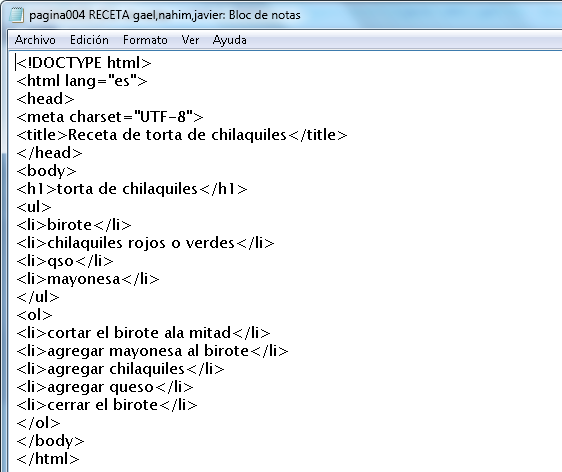 pagina004 RECETA gael,nahim,javier: Bloc de notas
Archivo Edición Formato Ver Ayuda
<!DOCTYPE html>
<html lang="es">
<head>
<meta charset="UTF-8">
<title>Receta de torta de chilaquiles</title>
</head>
<body>
<h1>torta de chilaquiles</h1>
<ul>
<li>birote</li>
<li>chilaquiles rojos o verdes</li>
<li>qso</li>
<li>mayonesa</li>
</ul>
<ol>
<li>cortar el birote ala mitad</li>
<li>agregar mayonesa al birote</li>
<li>agregar chilaquiles</li>
<li>agregar queso</li>
<li>cerrar el birote</li>
</ol>
</body>
</html>